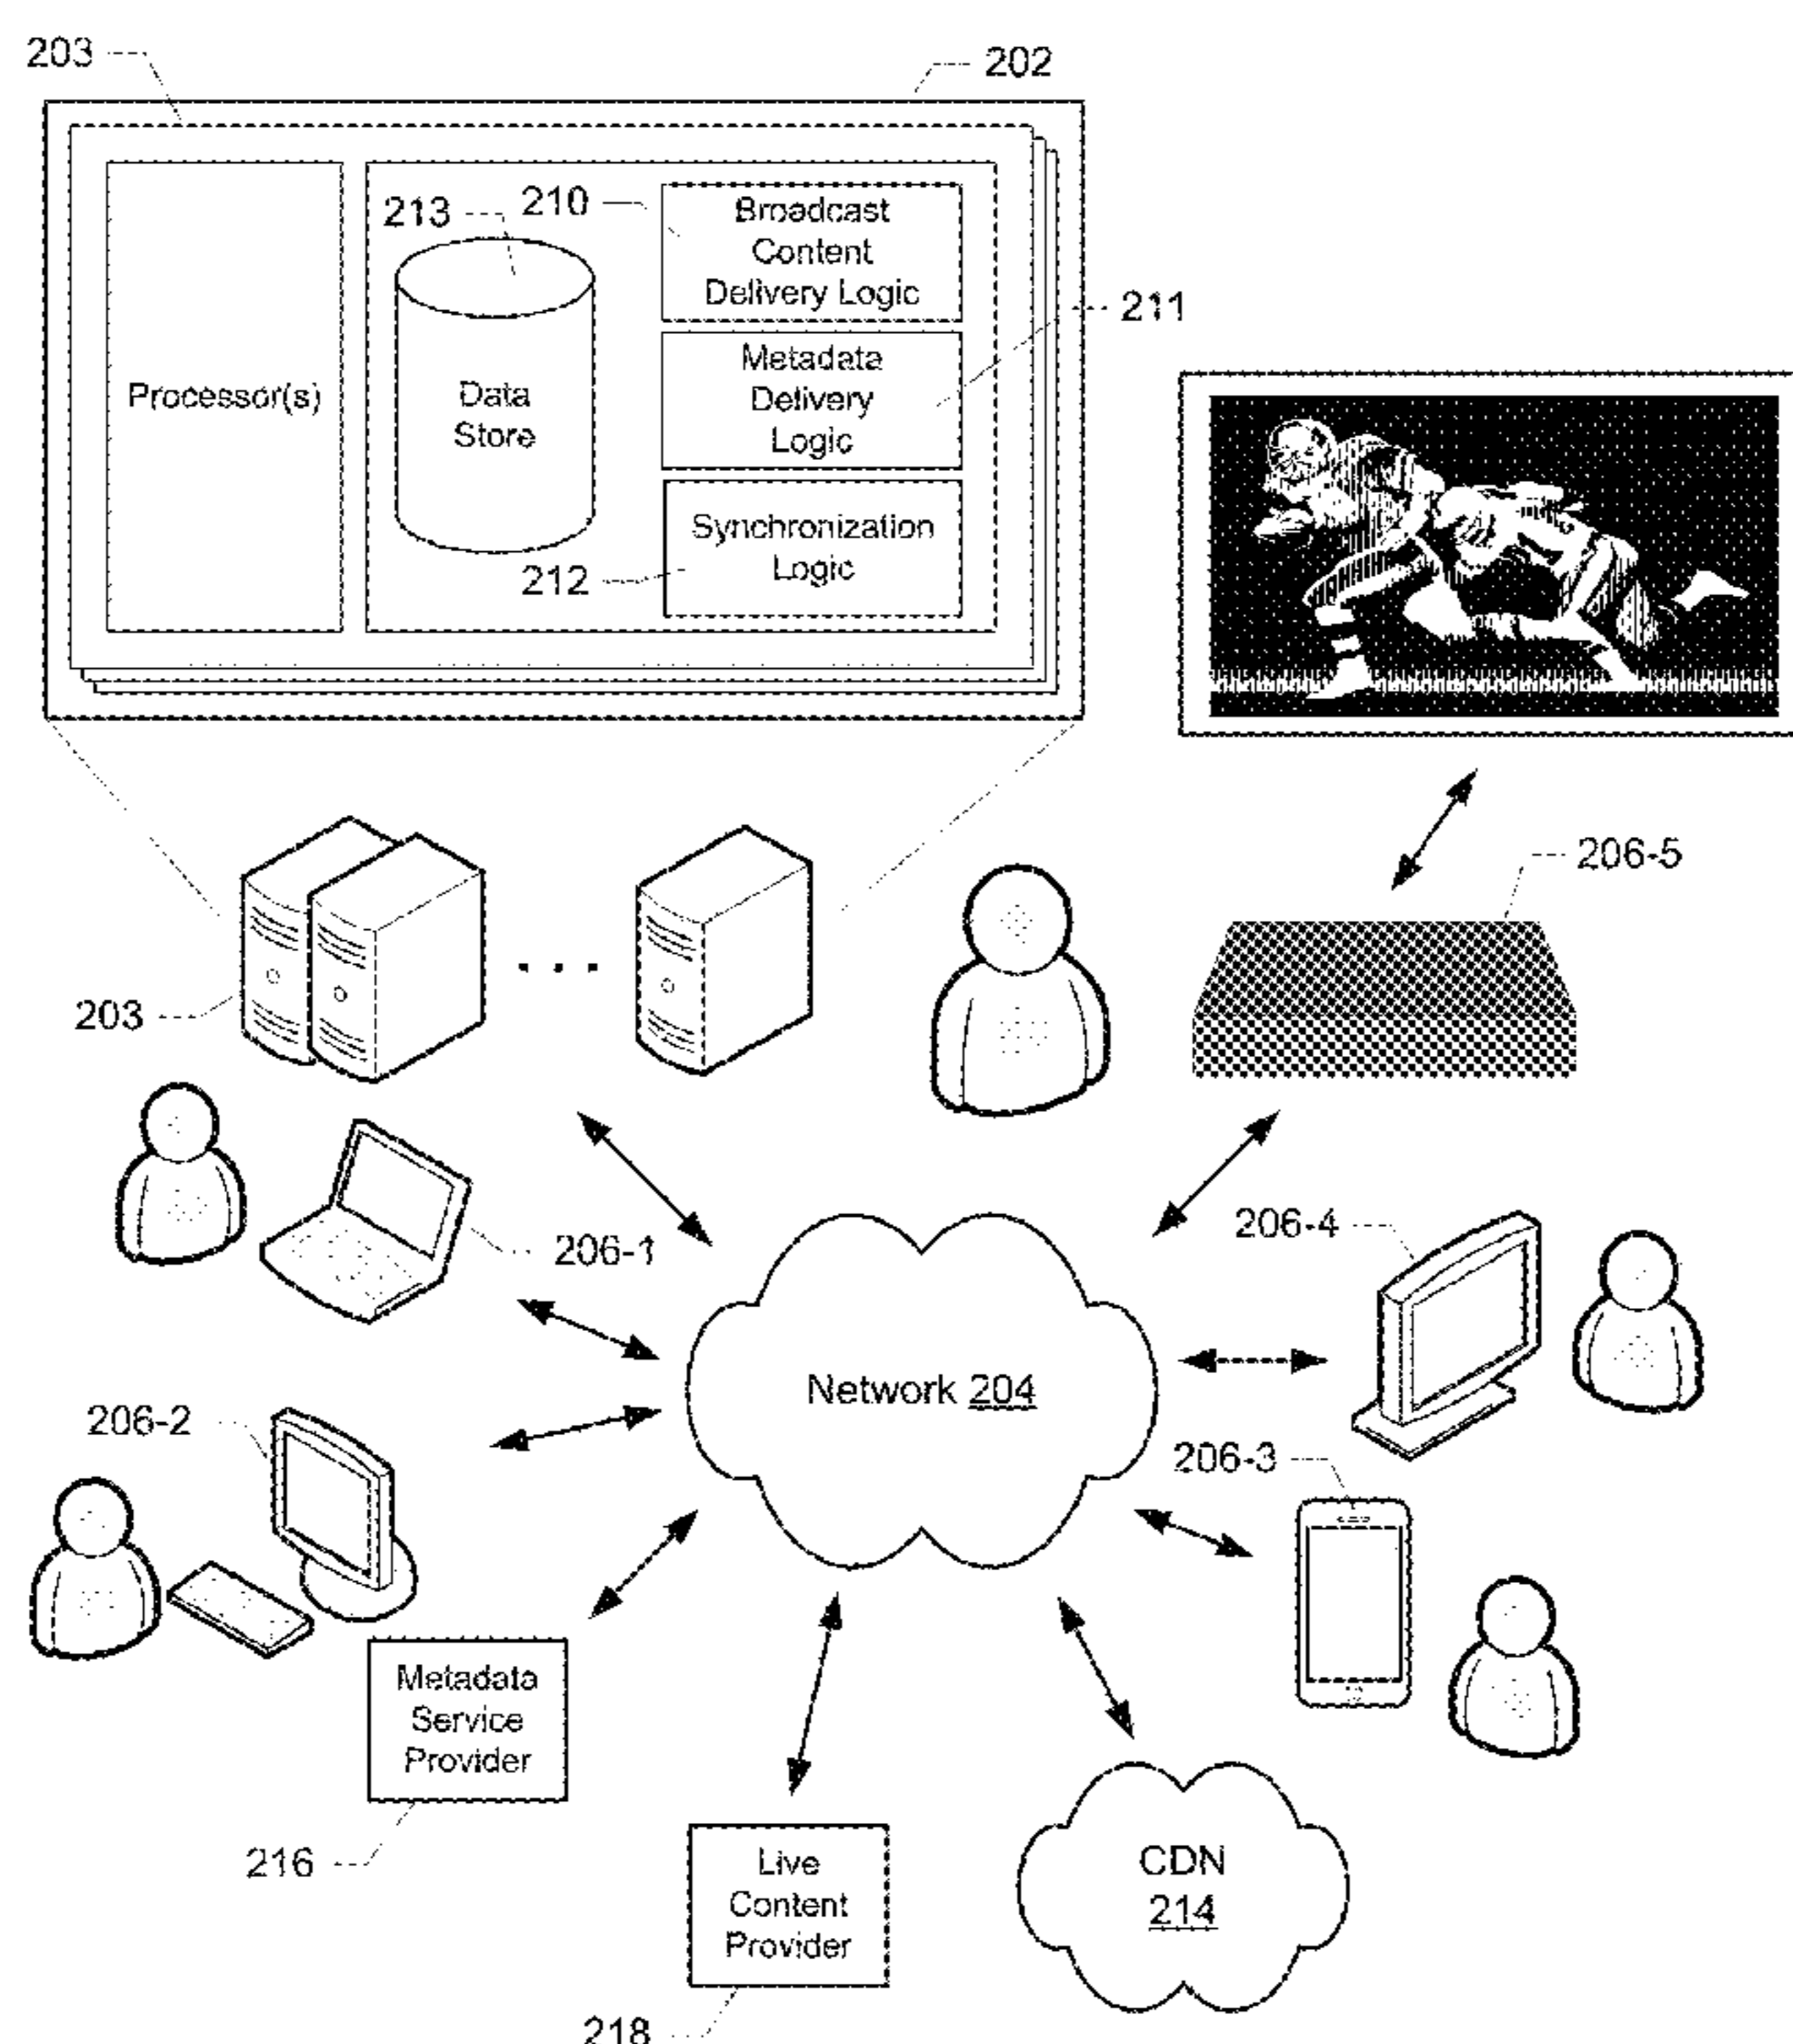 203
202
213
210
Broadcast
Content
Delivery Logic
211
Processor(s)
Data
Store
Metadata
Delivery
Logic
Synchronization
Logic
212
206-5
203
206-1
206-4
Network 204
206-2
206-3
Metadata
Service
Provider
216
Live
Content
Provider
CDN
214
218